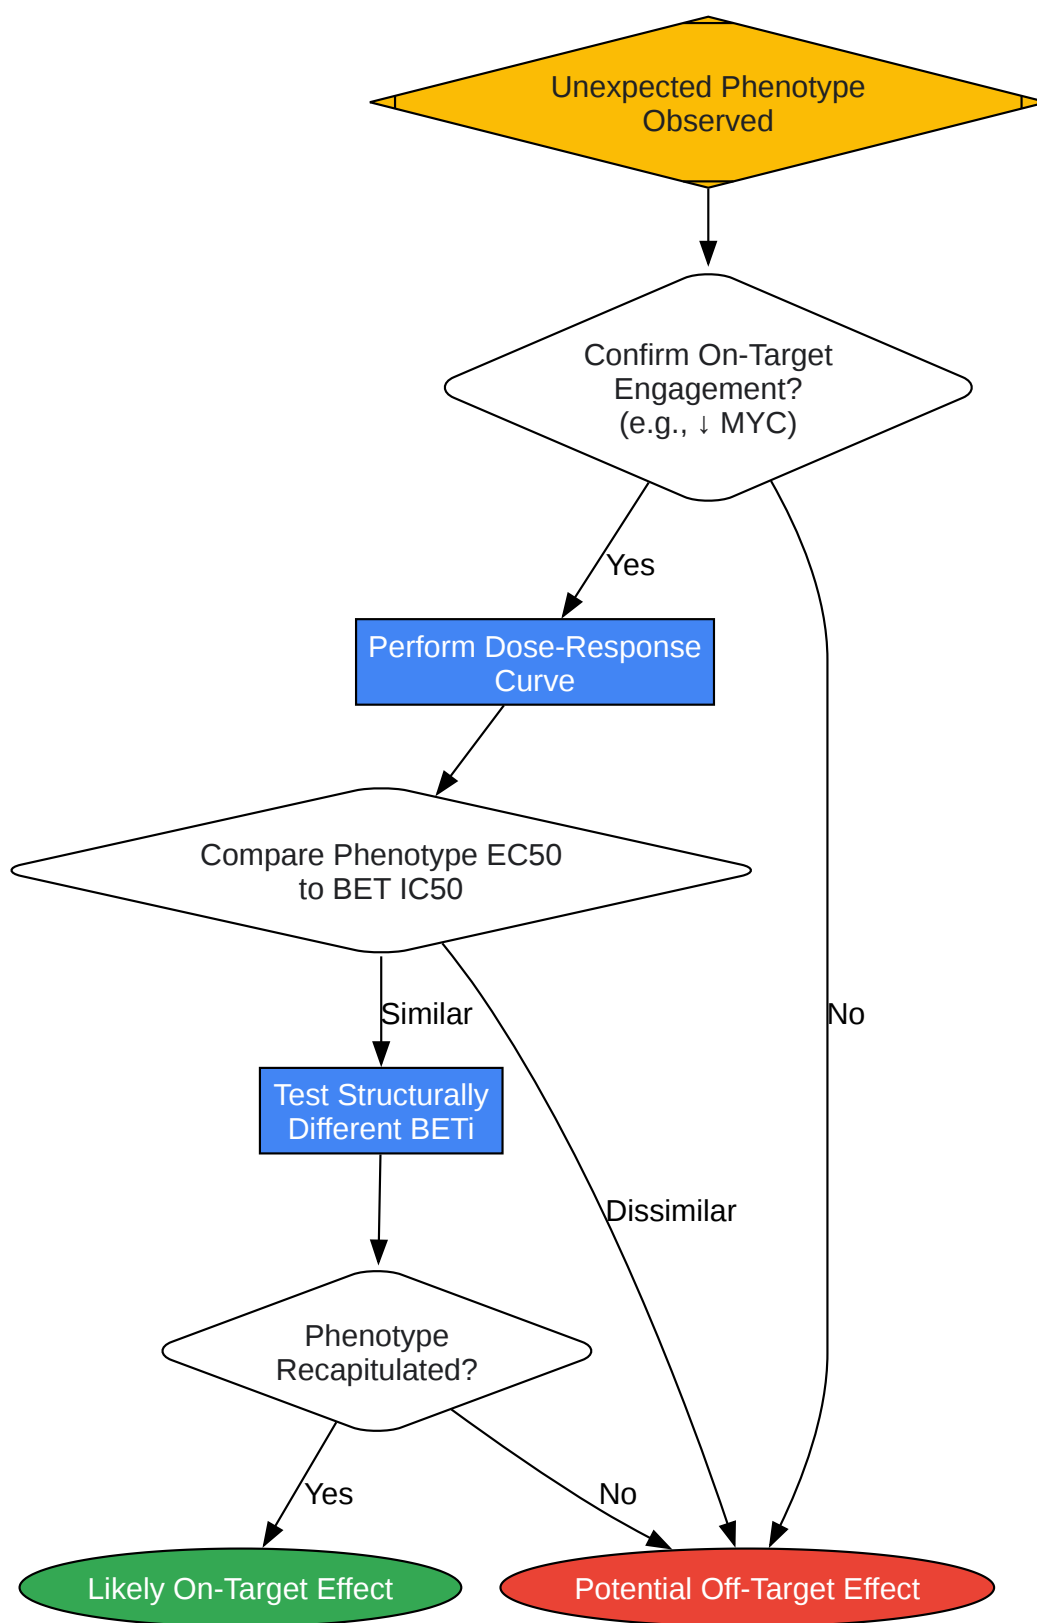 Unexpected Phenotype
Observed
Confirm On-Target
Engagement?
(e.g., ↓ MYC)
Yes
Perform Dose-Response
Curve
Compare Phenotype EC50
to BET IC50
Similar
No
Test Structurally
Different BETi
Dissimilar
Phenotype
Recapitulated?
Yes
No
Likely On-Target Effect
Potential Off-Target Effect